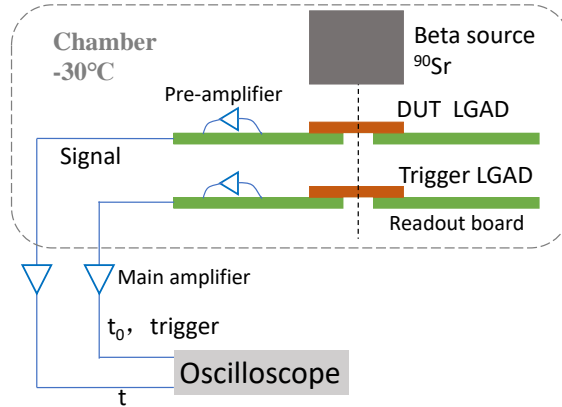 Chamber
-30°C
Beta source
⁹⁰Sr
Pre-amplifier
DUT LGAD
Signal
Trigger LGAD
Readout board
Main amplifier
t₀, trigger
Oscilloscope
t